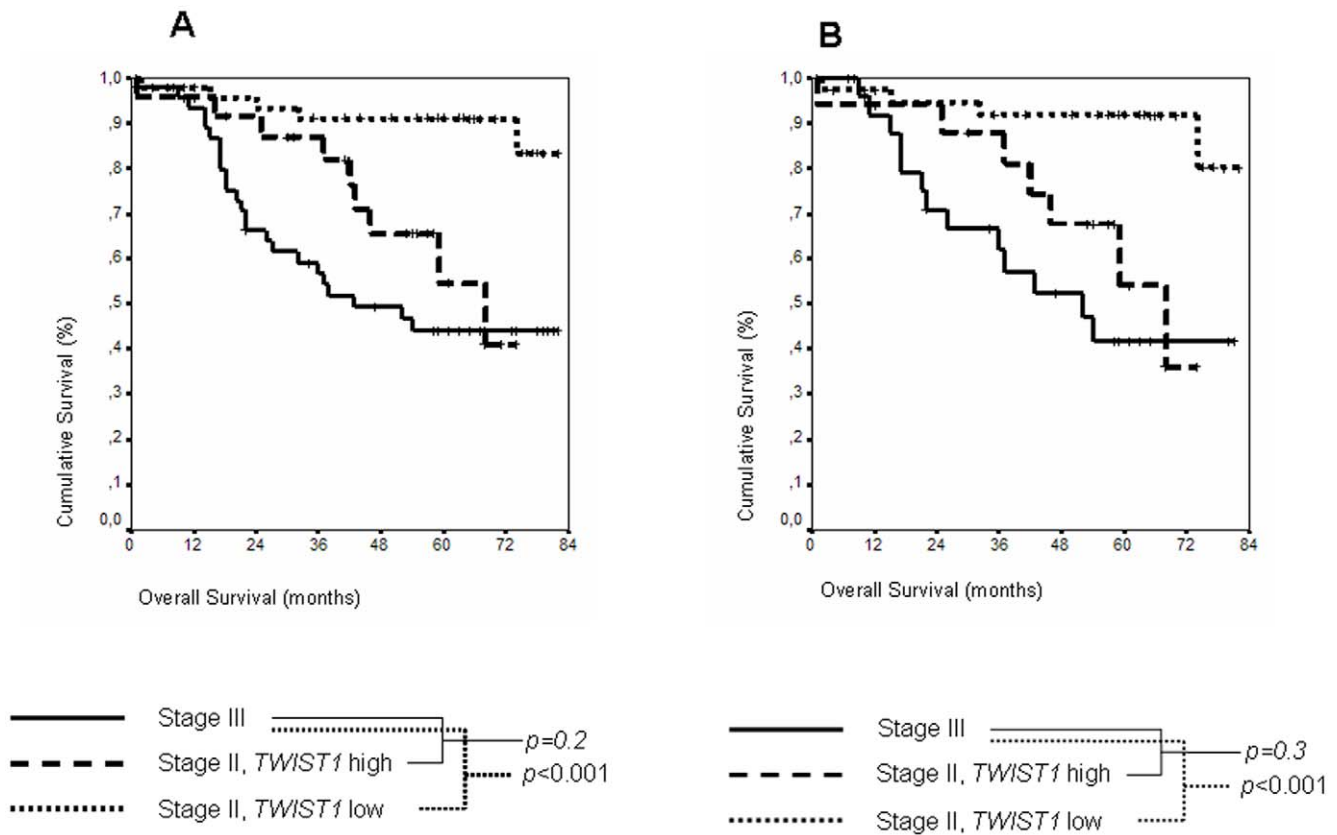 A
1,0
,9
,8
,7
,6
,5
,4
,3
,2
,1
0,0
Cumulative Survival (%)
0 12 24 36 48 60 72 84
Overall Survival (months)
Stage III
Stage II, TWIST1 high
Stage II, TWIST1 low
p=0.2
p<0.001
B
1,0
,9
,8
,7
,6
,5
,4
,3
,2
,1
0,0
Cumulative Survival (%)
0 12 24 36 48 60 72 84
Overall Survival (months)
Stage III
Stage II, TWIST1 high
Stage II, TWIST1 low
p=0.3
p<0.001